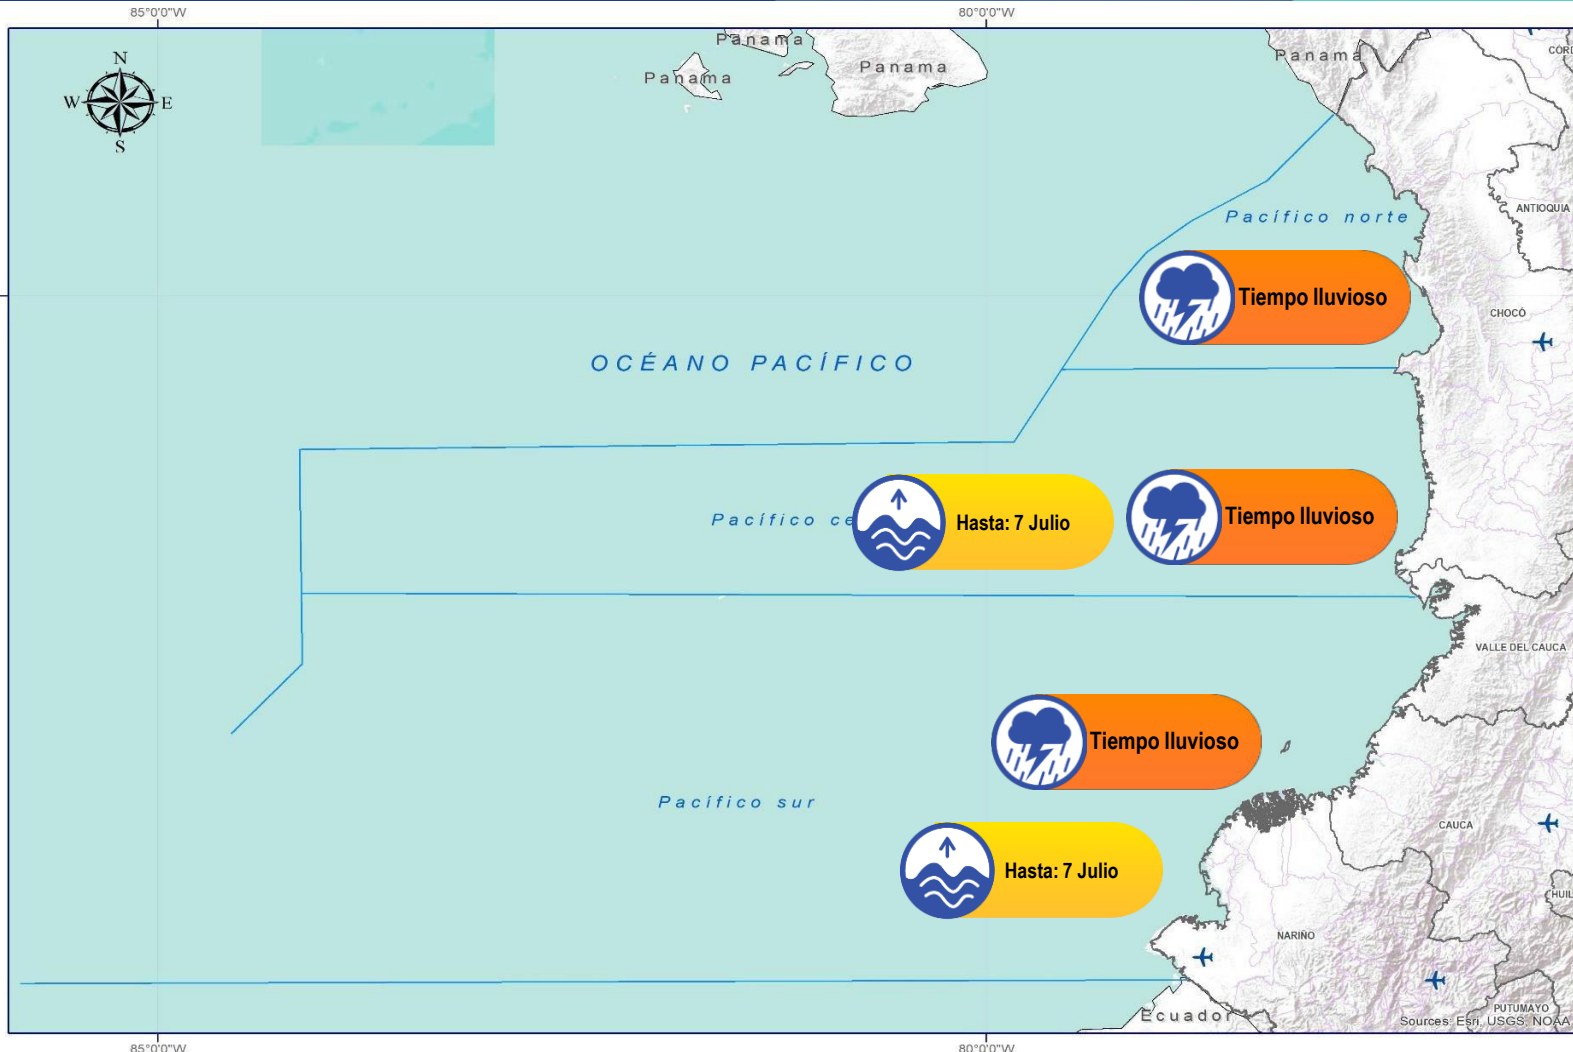 85°0'0"W
80°0'0"W
N
W
E
S
Panama
Panama
Panama
Panama
ANTIOQUIA
Pacífico norte
Tiempo lluvioso
CHOCÓ
OCÉANO PACÍFICO
Pacífico ce
Hasta: 7 Julio
Tiempo lluvioso
VALLE DEL CAUCA
Tiempo lluvioso
Pacífico sur
CAUCA
Hasta: 7 Julio
HUIL
NARIÑO
PUTUMAYO
Ecuador
Sources: Esri, USGS, NOAA
85°0'0"W
80°0'0"W